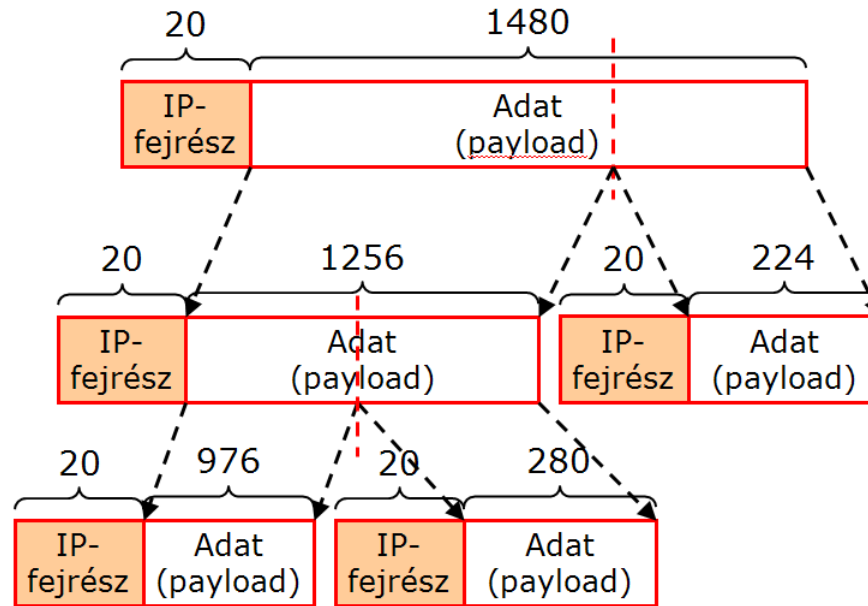 20 1480
IP-
fejrész
Adat
(payload)
20 1256 20 224
IP-
fejrész
Adat
(payload)
IP-
fejrész
Adat
(payload)
20 976 20 280
IP-
fejrész
Adat
(payload)
IP-
fejrész
Adat
(payload)